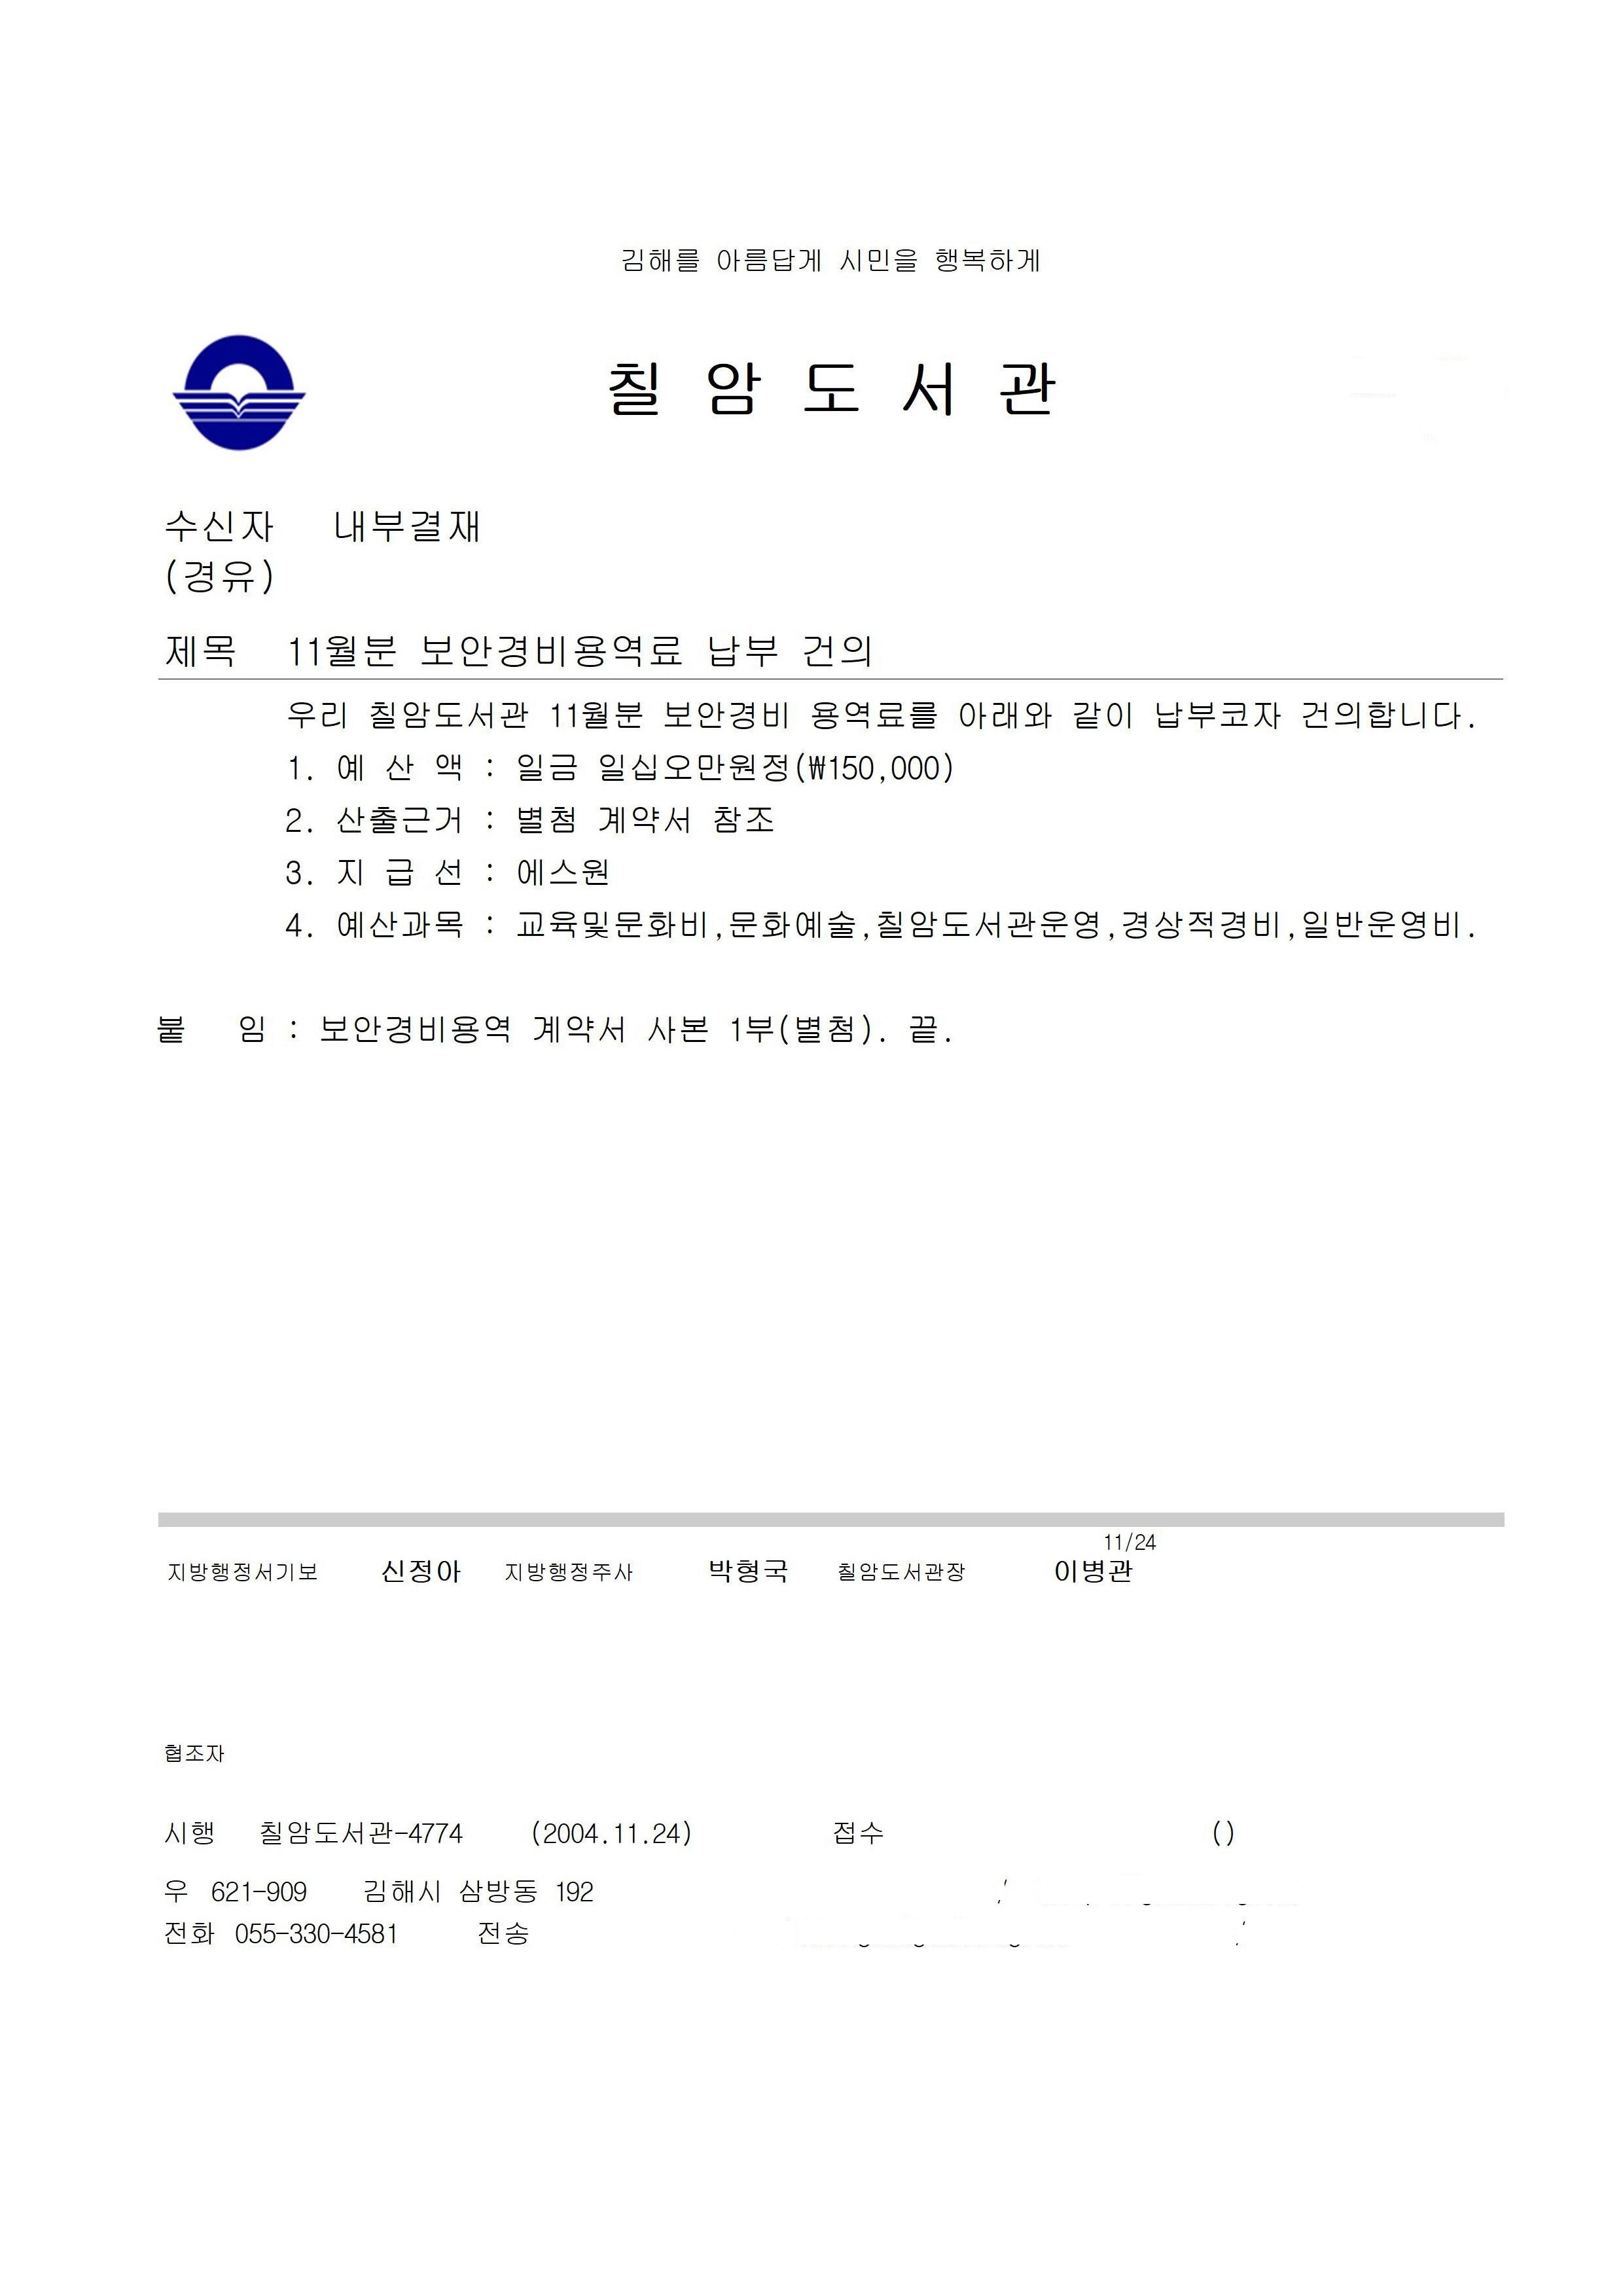 김해를 아름답게 시민을 행복하게
칠 암 도 서 관
수신자 내부결재
(경유)
제목 11월분 보안경비용역료 납부 건의
우리 칠암도서관 11월분 보안경비 용역료를 아래와 같이 납부코자 건의합니다.
1. 예 산 액 : 일금 일십오만원정(₩150,000)
2. 산출근거 : 별첨 계약서 참조
3. 지 급 선 : 에스원
4. 예산과목 : 교육및문화비,문화예술,칠암도서관운영,경상적경비,일반운영비.
붙 임 : 보안경비용역 계약서 사본 1부(별첨). 끝.
11/24
지방행정서기보 신정아 지방행정주사 박형국 칠암도서관장 이병관
협조자
시행 칠암도서관-4774 (2004.11.24) 접수 ()
우 621-909 김해시 삼방동 192 /
전화 055-330-4581 전송 /